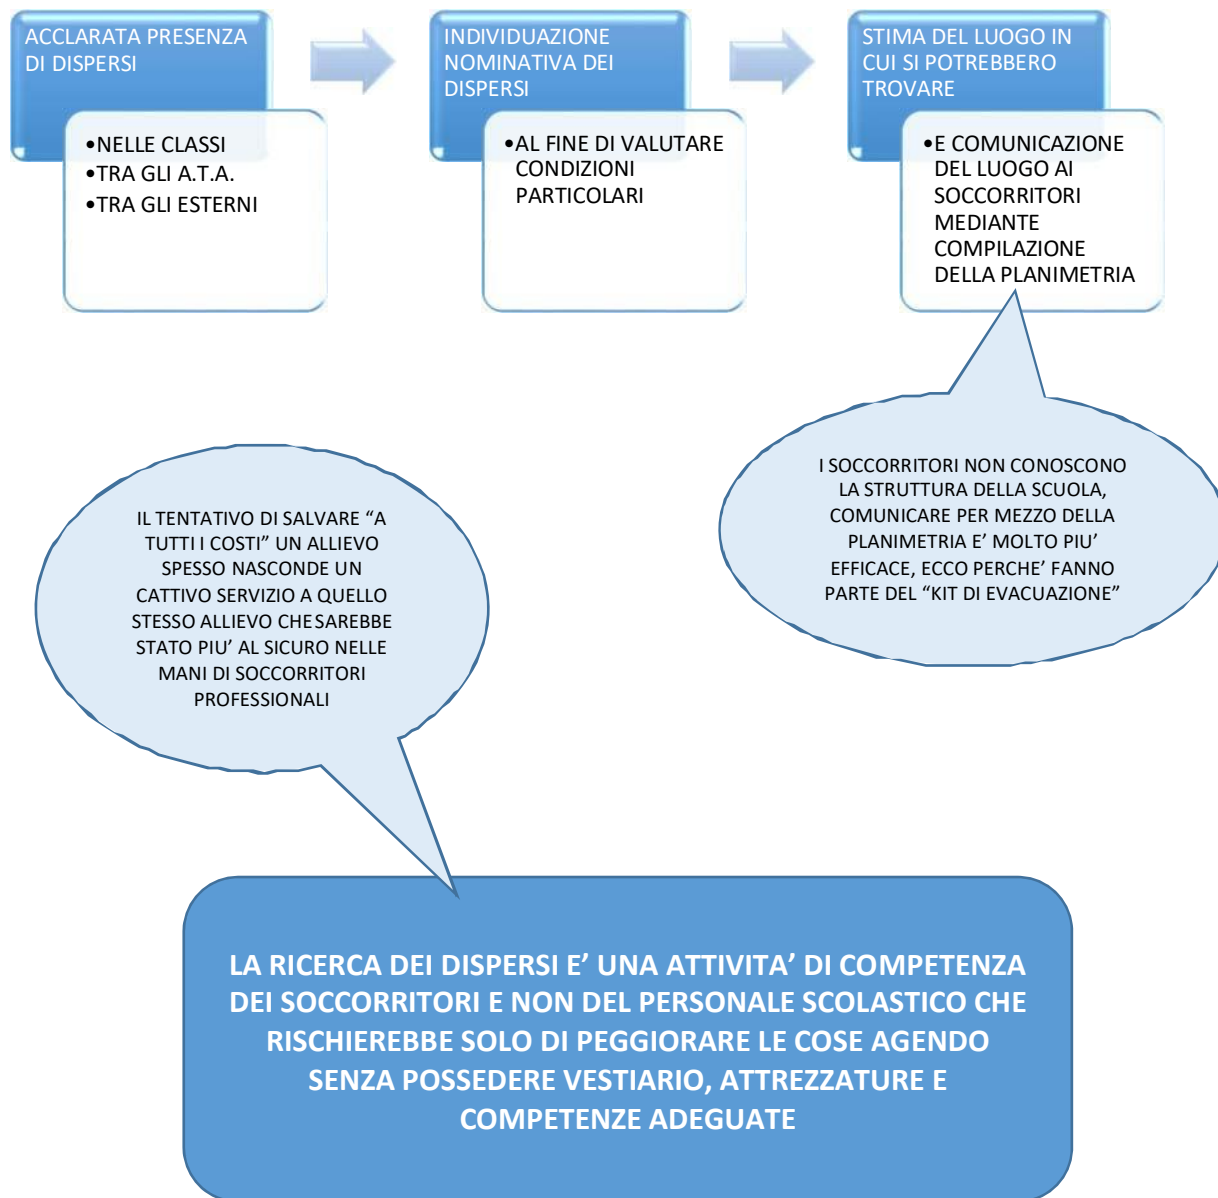 ACCLARATA PRESENZA
DI DISPERSI
•NELLE CLASSI
•TRA GLI A.T.A.
•TRA GLI ESTERNI
INDIVIDUAZIONE
NOMINATIVA DEI
DISPERSI
•AL FINE DI VALUTARE
CONDIZIONI
PARTICOLARI
STIMA DEL LUOGO IN
CUI SI POTREBBERO
TROVARE
•E COMUNICAZIONE
DEL LUOGO AI
SOCCORRITORI
MEDIANTE
COMPILAZIONE
DELLA PLANIMETRIA
I SOCCORRITORI NON CONOSCONO
LA STRUTTURA DELLA SCUOLA,
COMUNICARE PER MEZZO DELLA
PLANIMETRIA E’ MOLTO PIU’
EFFICACE, ECCO PERCHE’ FANNO
PARTE DEL “KIT DI EVACUAZIONE”
IL TENTATIVO DI SALVARE “A
TUTTI I COSTI” UN ALLIEVO
SPESSO NASCONDE UN
CATTIVO SERVIZIO A QUELLO
STESSO ALLIEVO CHE SAREBBE
STATO PIU’ AL SICURO NELLE
MANI DI SOCCORRITORI
PROFESSIONALI
LA RICERCA DEI DISPERSI E’ UNA ATTIVITA’ DI COMPETENZA
DEI SOCCORRITORI E NON DEL PERSONALE SCOLASTICO CHE
RISCHIEREBBE SOLO DI PEGGIORARE LE COSE AGENDO
SENZA POSSEDERE VESTIARIO, ATTREZZATURE E
COMPETENZE ADEGUATE